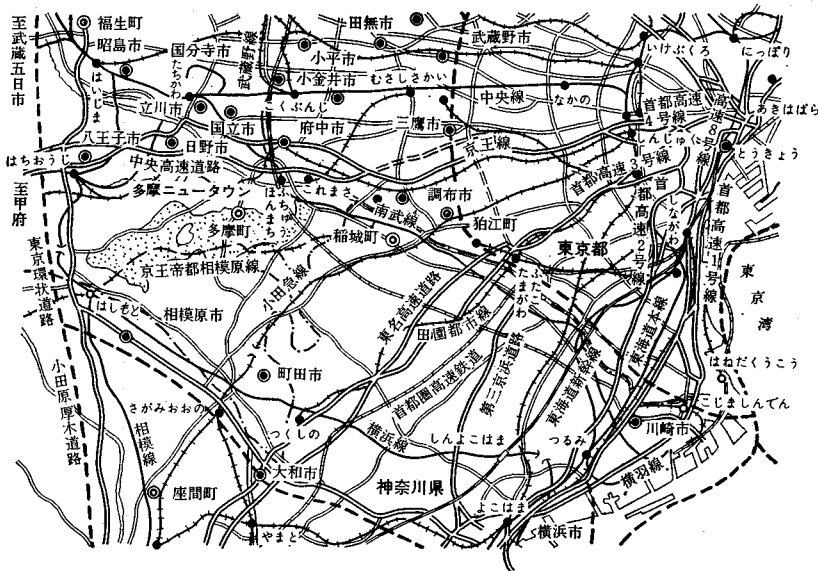 至武蔵五日市
福生町
昭島市
はいじま
国分寺市
たちかわ
武蔵野線
田無市
小平市
小金井市
武蔵野市
むさしさかい
いけぶくろ
にっぽり
立川市
国立市
こくぶんじ
府中市
三鷹市
中央線
なかの
首都高速4号線
高速8号線
あきはばら
しんじゅく
とうきょう
八王子市
はちおうじ
日野市
中央高速道路
京王線
首都高速3号線
首都高速2号線
首都高速1号線
至甲府
多摩ニュータウン
ふちゅうほんまち
これまさ
調布市
南武線
多摩町
稲城町
狛江町
東京都
しながわ
京王帝都相模原線
小田急線
東名高速道路
ふたこたまがわ
東京湾
東京環状道路
はしもと
相模原市
田園都市線
首都圏高速鉄道
第三京浜道路
東海道新幹線
東海道本線
はねだくうこう
町田市
小田原厚木道路
さがみおおの
つくしの
横浜線
しんよこはま
つるみ
こじましんでん
川崎市
相模線
大和市
座間町
神奈川県
横羽線
やまと
よこはま
横浜市